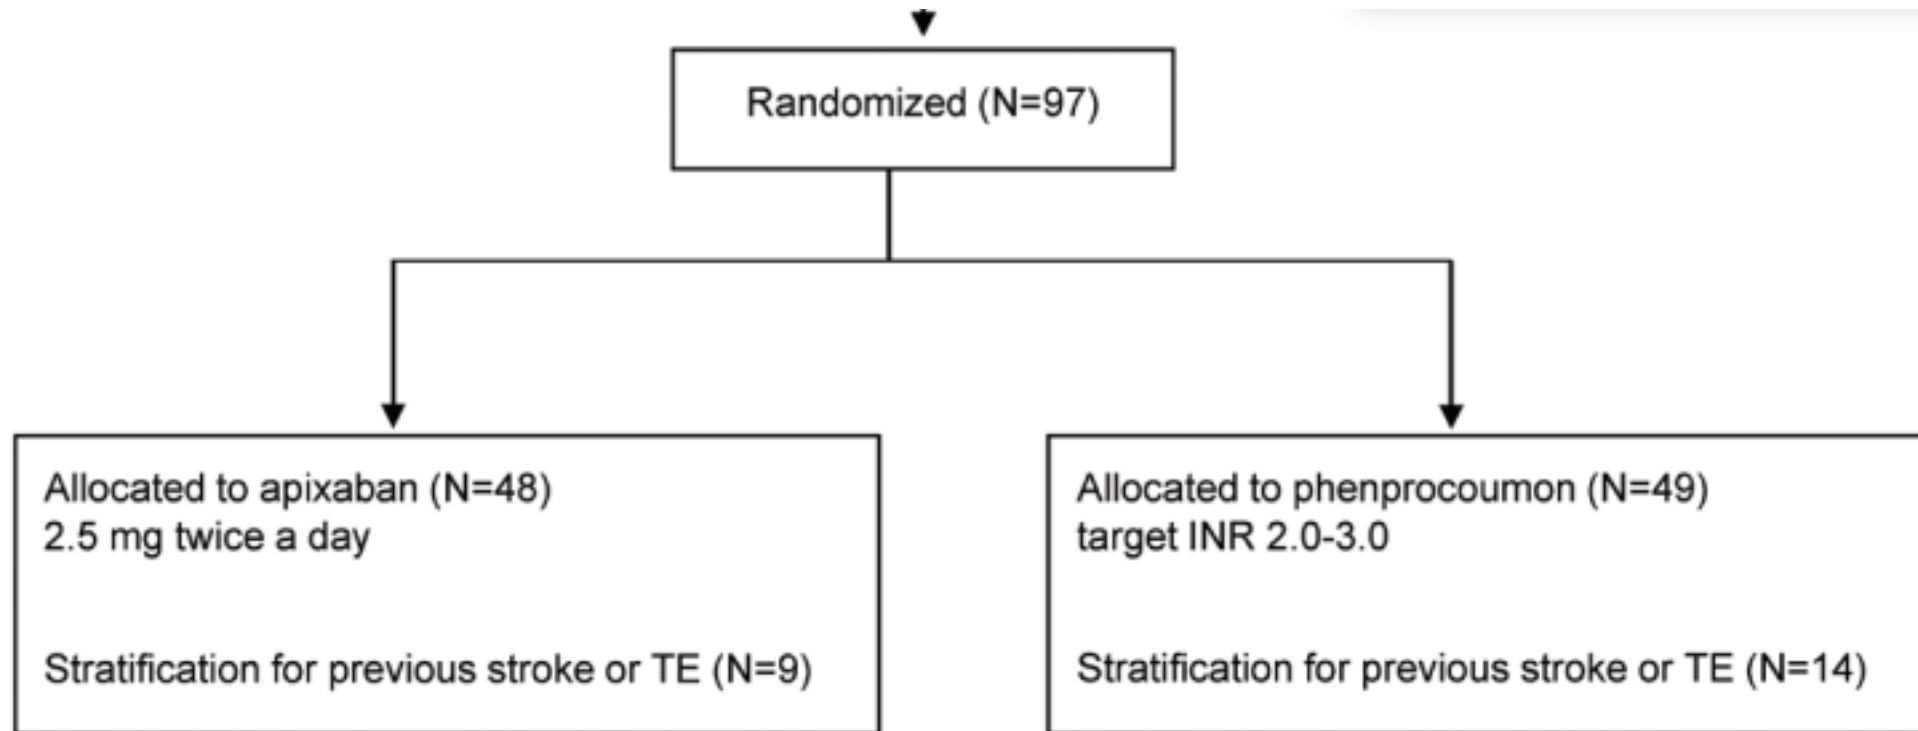 Randomized (N=97)
Allocated to apixaban (N=48)
2.5 mg twice a day
Stratification for previous stroke or TE (N=9)
Allocated to phenprocoumon (N=49)
target INR 2.0-3.0
Stratification for previous stroke or TE (N=14)